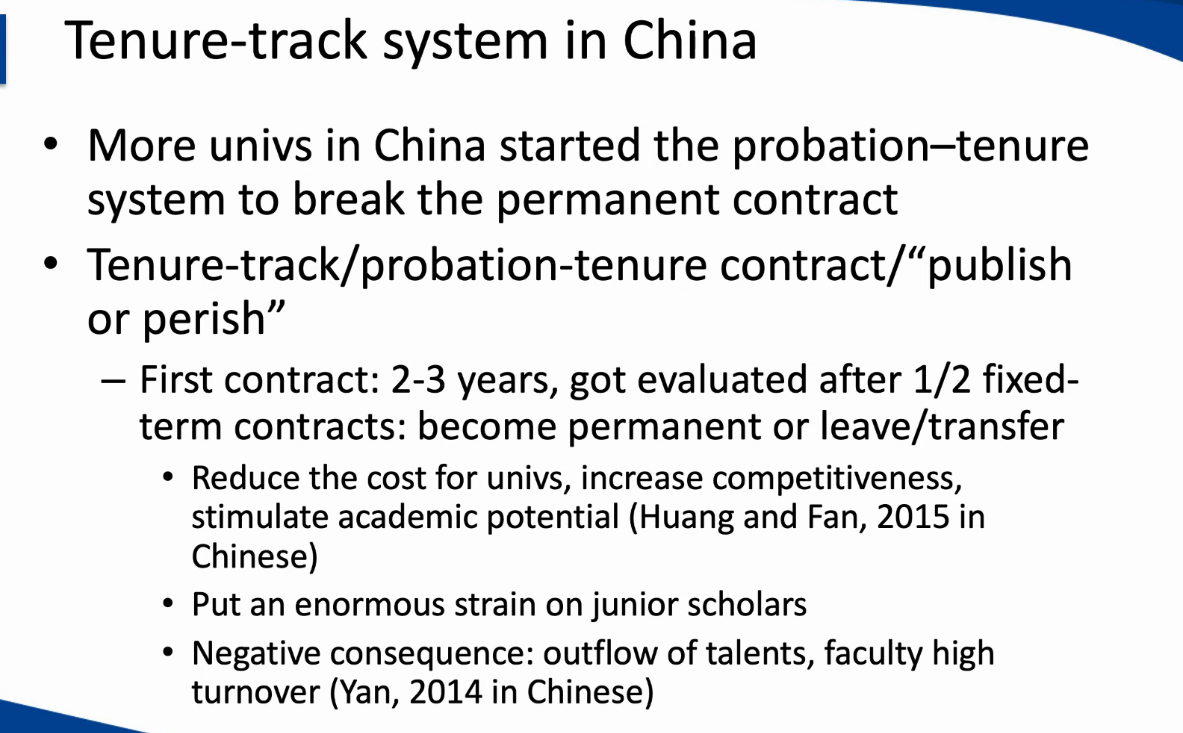 Tenure-track system in China
• More univs in China started the probation–tenure
system to break the permanent contract
• Tenure-track/probation-tenure contract/“publish
or perish”
– First contract: 2-3 years, got evaluated after 1/2 fixed-
term contracts: become permanent or leave/transfer
• Reduce the cost for univs, increase competitiveness,
stimulate academic potential (Huang and Fan, 2015 in
Chinese)
• Put an enormous strain on junior scholars
• Negative consequence: outflow of talents, faculty high
turnover (Yan, 2014 in Chinese)